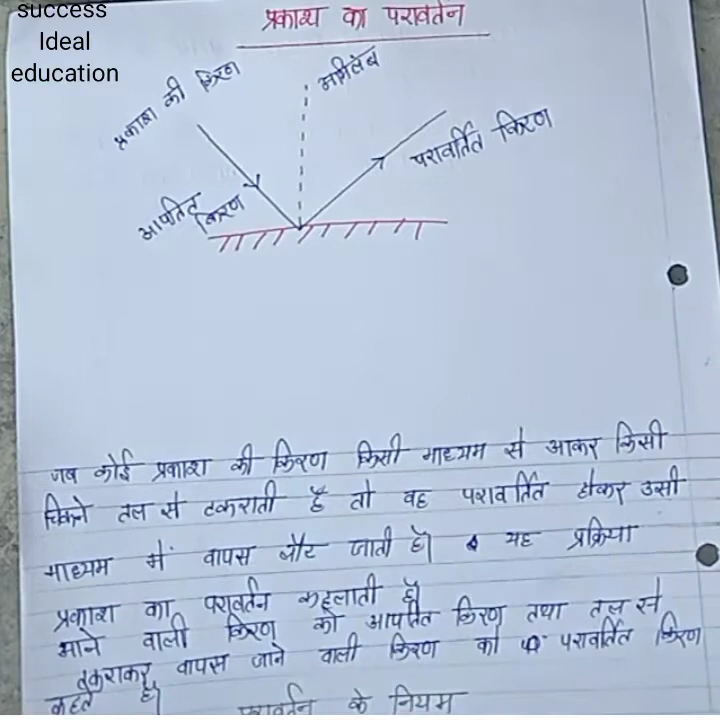 success
Ideal
education
प्रकाश का परावर्तन
प्रकाश की किरण
अभिलंब
आपतित
किरण
परावर्तित किरण
जब कोई प्रकाश की किरण किसी माध्यम से आकर किसी
चिकने तल से टकराती है तो वह परावर्तित होकर उसी
माध्यम में वापस लौट जाती है। यह प्रक्रिया
प्रकाश का परावर्तन कहलाती है।
आने वाली किरण को आपतित किरण तथा तल से
टकराकर वापस जाने वाली किरण को परावर्तित किरण
कहते है।
परावर्तन के नियम